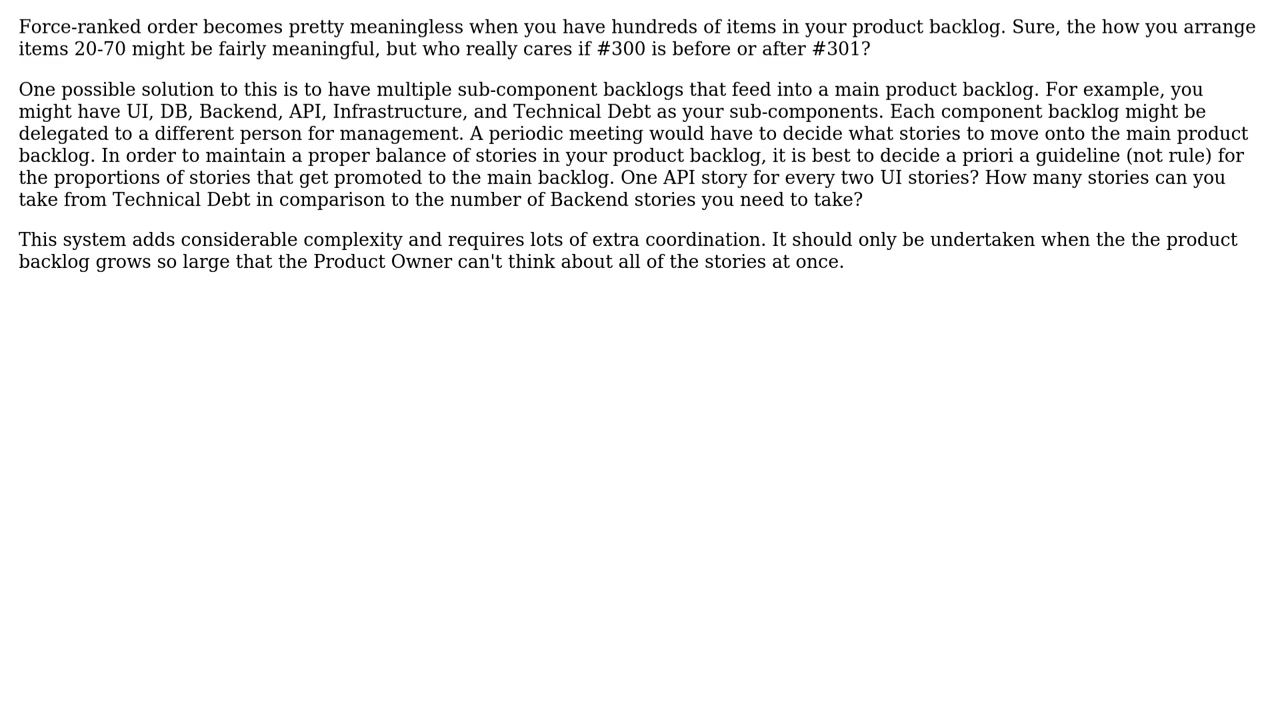 Force-ranked order becomes pretty meaningless when you have hundreds of items in your product backlog. Sure, the how you arrange
items 20-70 might be fairly meaningful, but who really cares if #300 is before or after #301?
One possible solution to this is to have multiple sub-component backlogs that feed into a main product backlog. For example, you
might have UI, DB, Backend, API, Infrastructure, and Technical Debt as your sub-components. Each component backlog might be
delegated to a different person for management. A periodic meeting would have to decide what stories to move onto the main product
backlog. In order to maintain a proper balance of stories in your product backlog, it is best to decide a priori a guideline (not rule) for
the proportions of stories that get promoted to the main backlog. One API story for every two UI stories? How many stories can you
take from Technical Debt in comparison to the number of Backend stories you need to take?
This system adds considerable complexity and requires lots of extra coordination. It should only be undertaken when the the product
backlog grows so large that the Product Owner can't think about all of the stories at once.